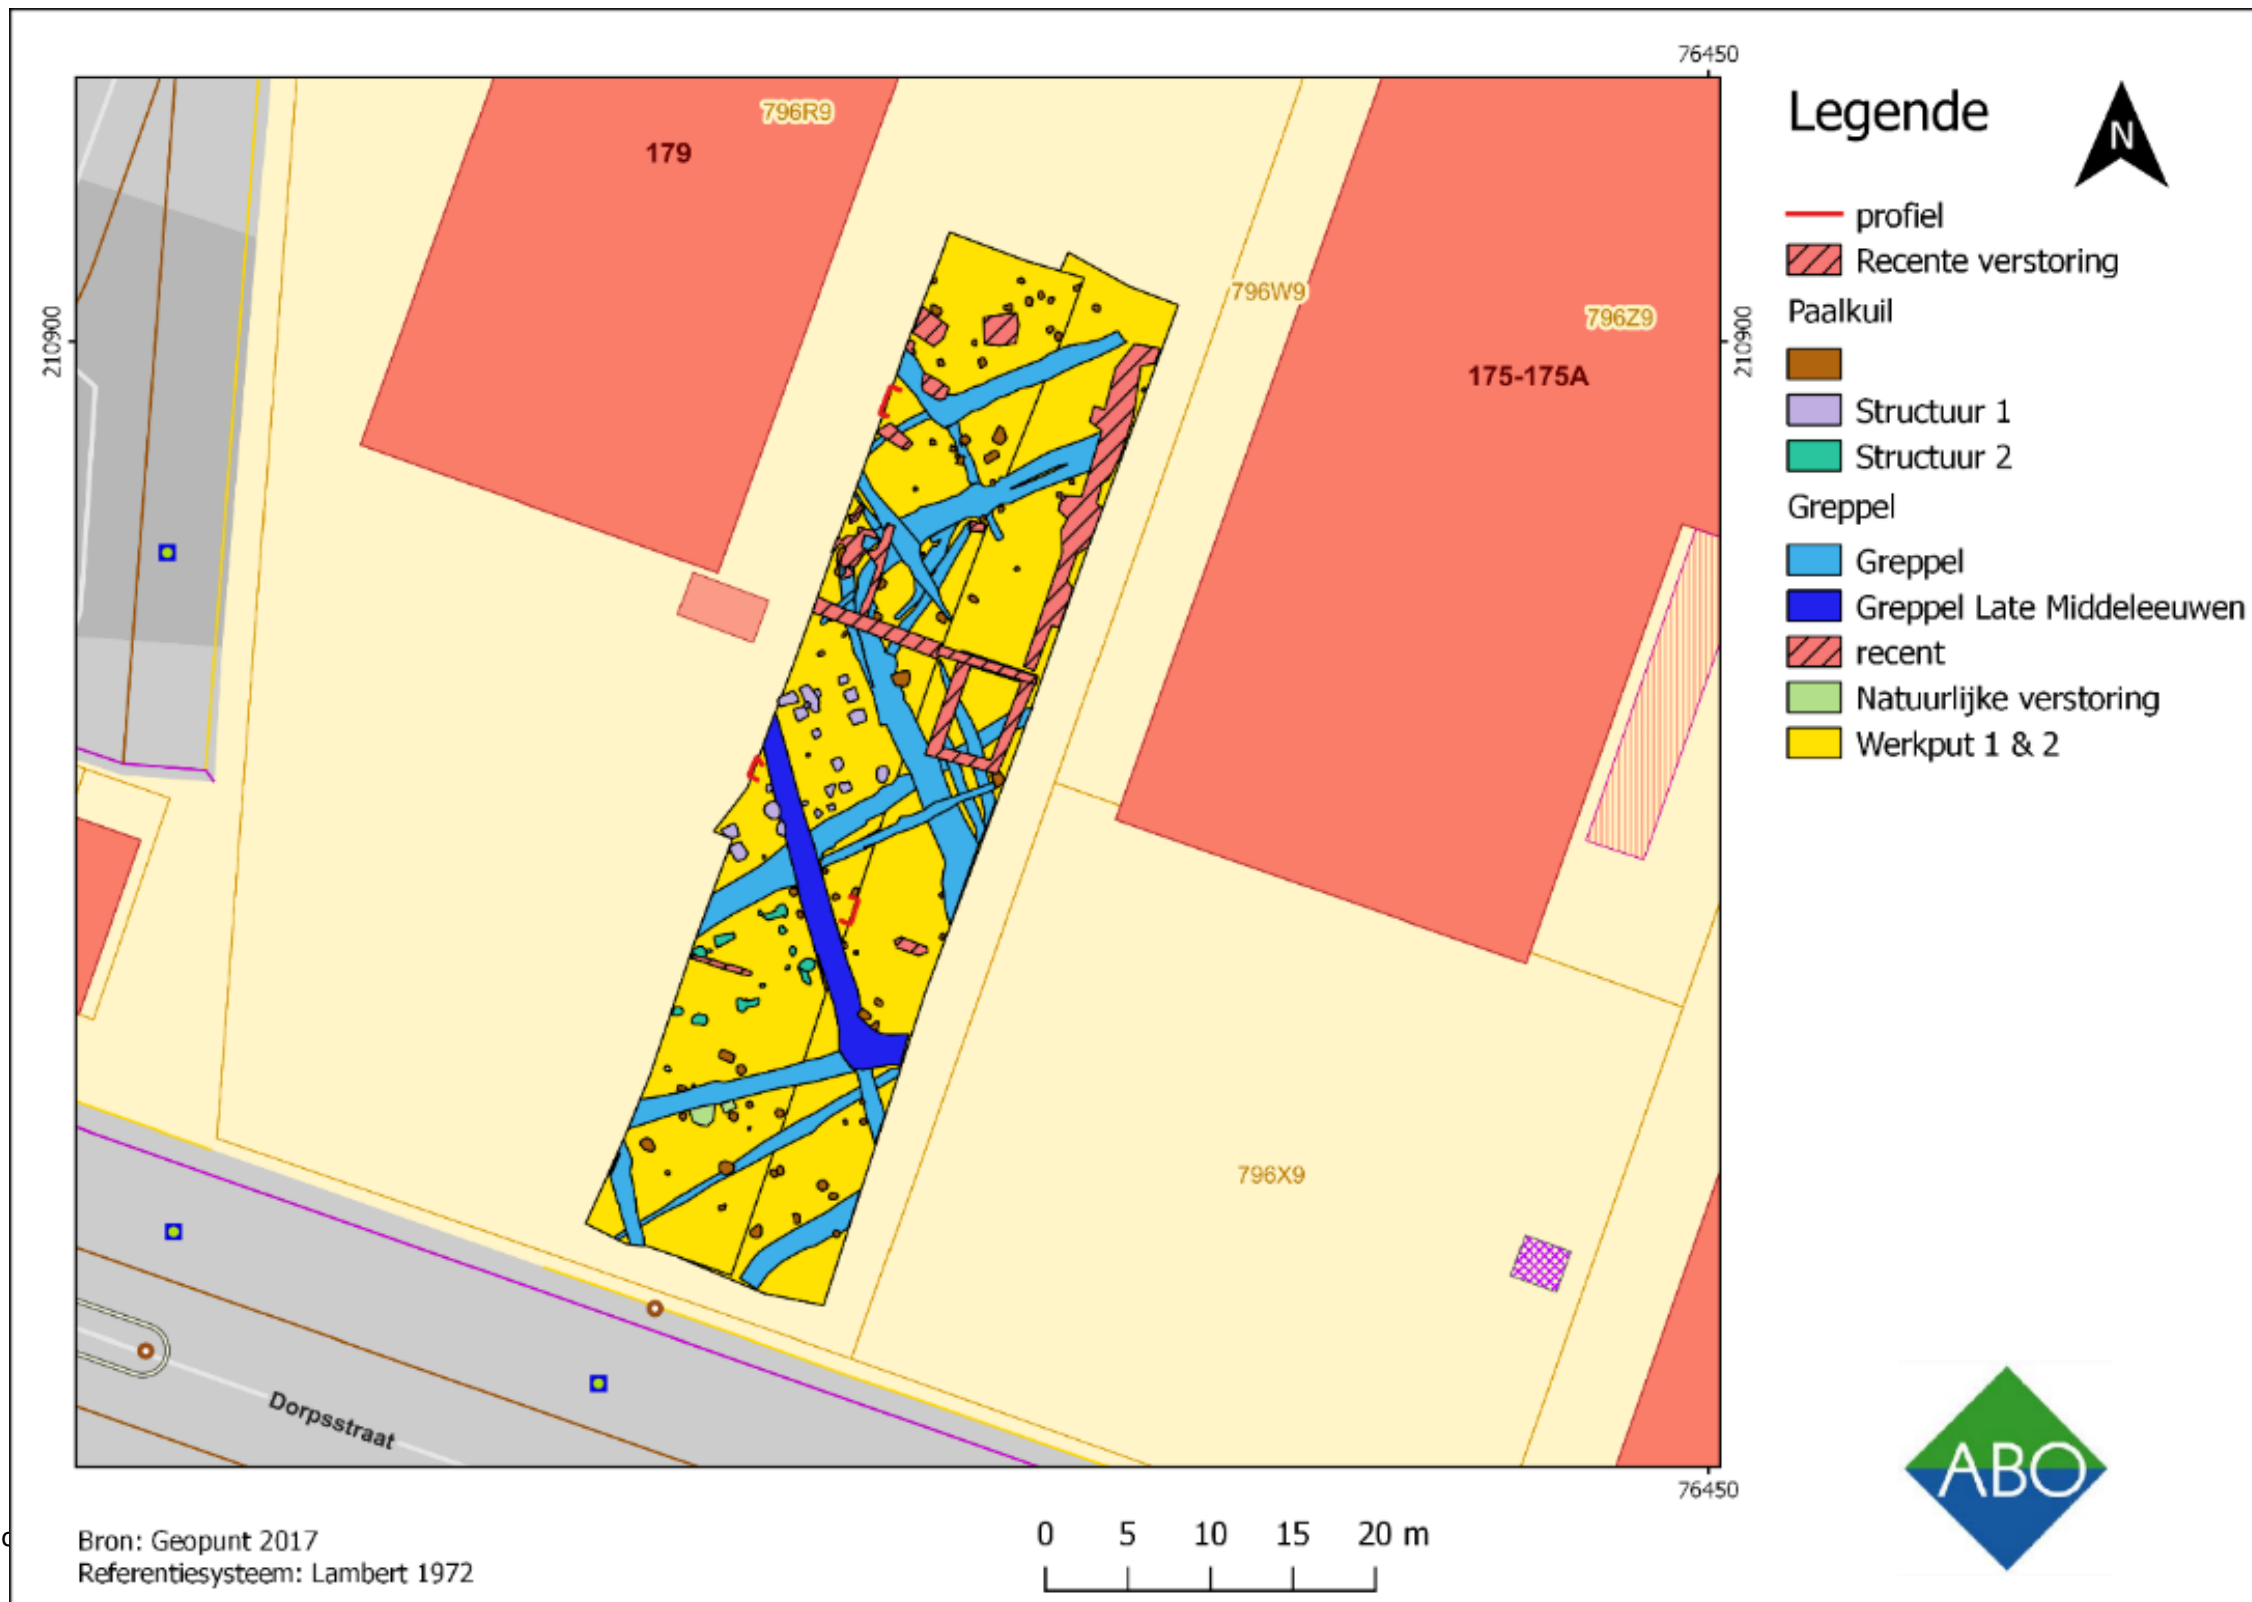 76450
Legende
N
796R9
179
profiel
Recente verstoring
796W9
796Z9
Paalkuil
210900
210900
175-175A
Structuur 1
Structuur 2
Greppel
Greppel
Greppel Late Middeleeuwen
recent
Natuurlijke verstoring
Werkput 1 & 2
796X9
Dorpsstraat
ABO
76450
Bron: Geopunt 2017
Referentiesysteem: Lambert 1972
0 5 10 15 20 m